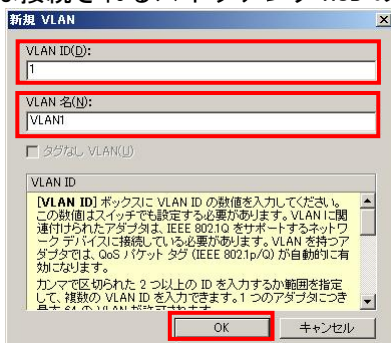 新規 VLAN
VLAN ID(D):
1
VLAN 名(N):
VLAN1
タグなし VLAN(U)
VLAN ID
[VLAN ID] ボックスに VLAN ID の数値を入力してください。
この数値はスイッチでも設定する必要があります。VLAN に関
連付けられたアダプタは、IEEE 802.1Q をサポートするネットワ
ーク デバイスに接続している必要があります。VLAN を持つア
ダプタでは、QoS パケット タグ (IEEE 802.1p/Q) が自動的に有
効になります。
カンマで区切られた 2 つ以上の ID を入力するか範囲を指定
して、複数の VLAN ID を入力できます。1 つのアダプタにつき
OK
キャンセル